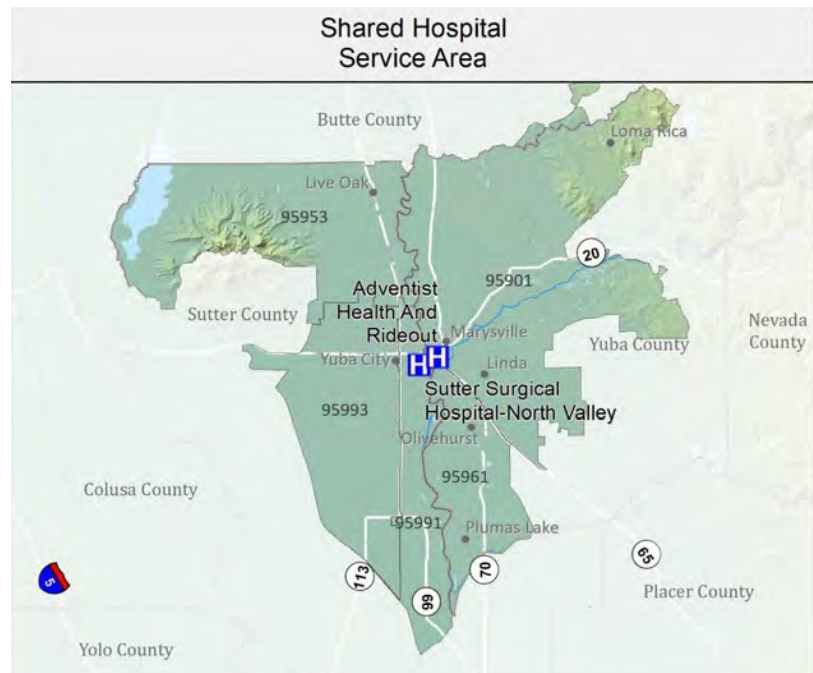 Shared Hospital
Service Area
Butte County
Loma Rica
Live Oak
95953
20
95901
Adventist
Health And
Rideout
Sutter County
Marysville
Nevada
County
Yuba County
H
H
Yuba City
Linda
Sutter Surgical
Hospital-North Valley
95993
Olivehurst
95961
Colusa County
95991
Plumas Lake
5
113
99
70
65
Placer County
Yolo County